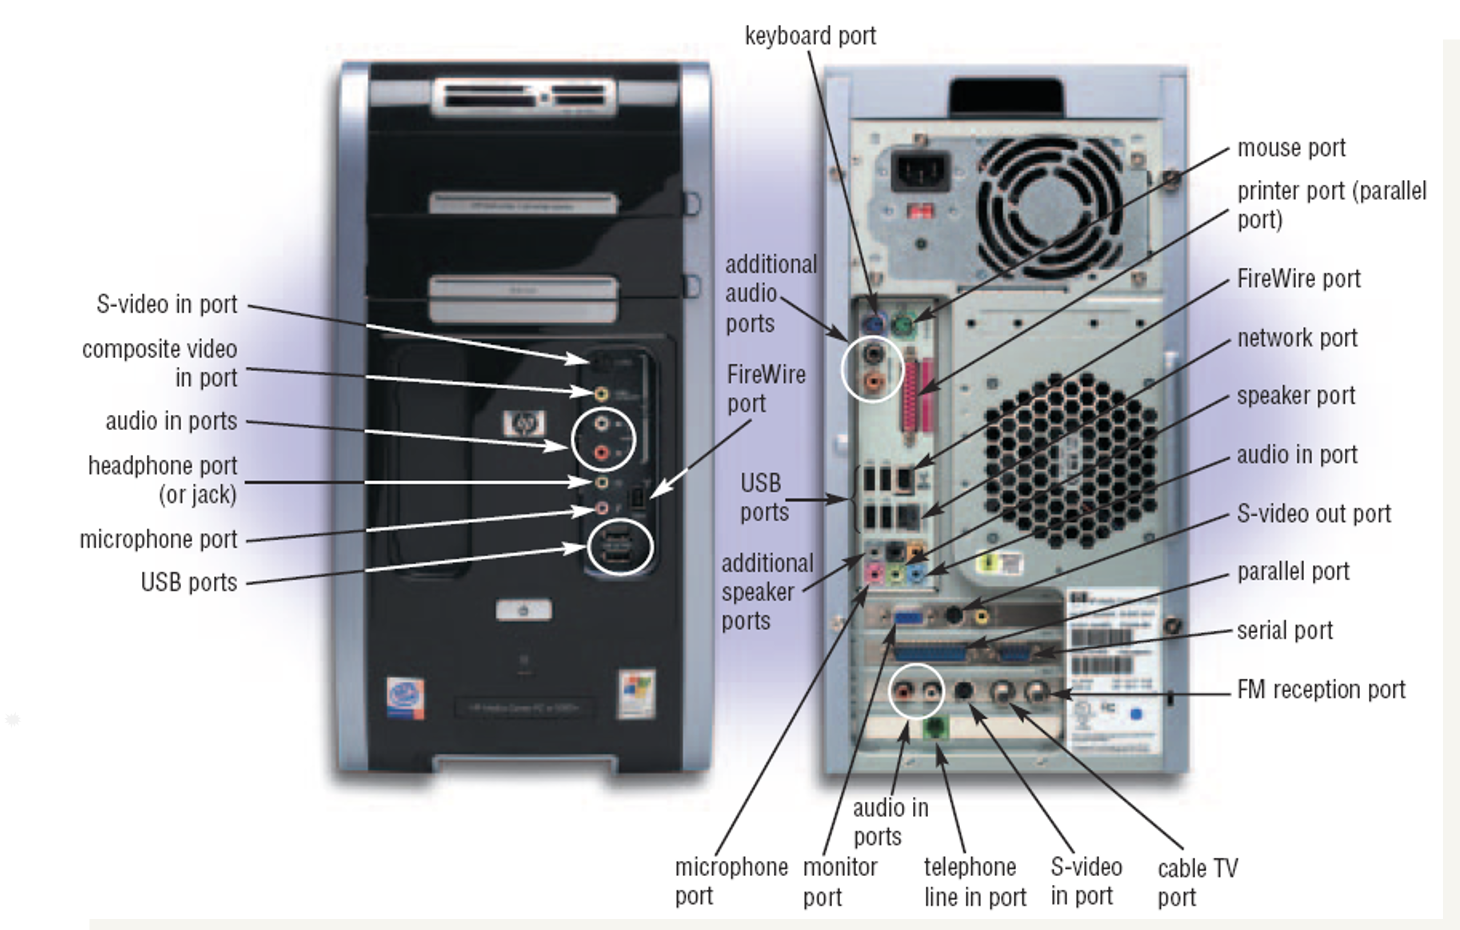 keyboard port
mouse port
printer port (parallel
port)
additional
audio
ports
FireWire port
S-video in port
network port
composite video
in port
FireWire
port
speaker port
audio in ports
audio in port
headphone port
(or jack)
USB
ports
S-video out port
microphone port
additional
speaker
ports
parallel port
USB ports
serial port
FM reception port
audio in
ports
microphone
port
monitor
port
telephone
line in port
S-video
in port
cable TV
port
hp